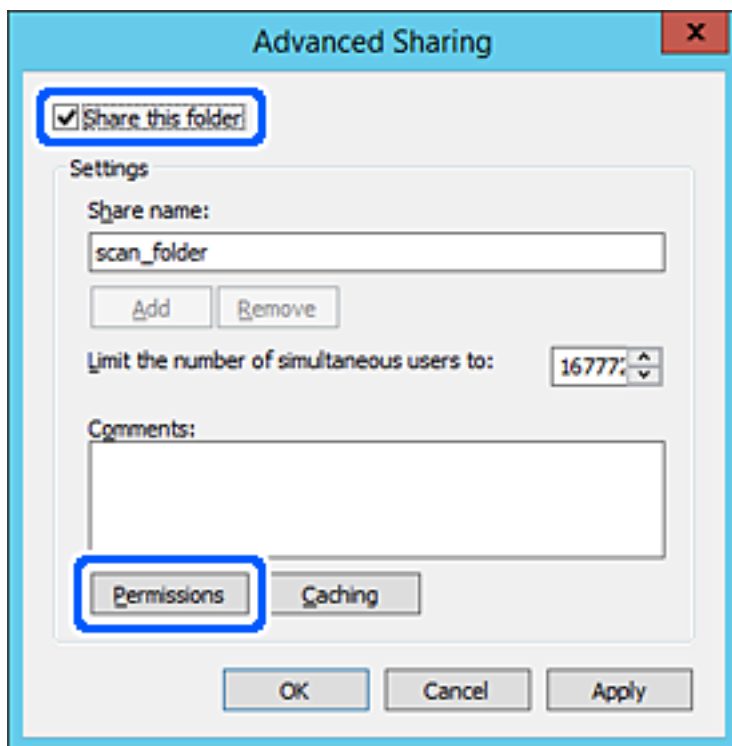 Advanced Sharing
x
Share this folder
Settings
Share name:
scan_folder
Add Remove
Limit the number of simultaneous users to:
Comments:
Permissions Caching
OK Cancel Apply